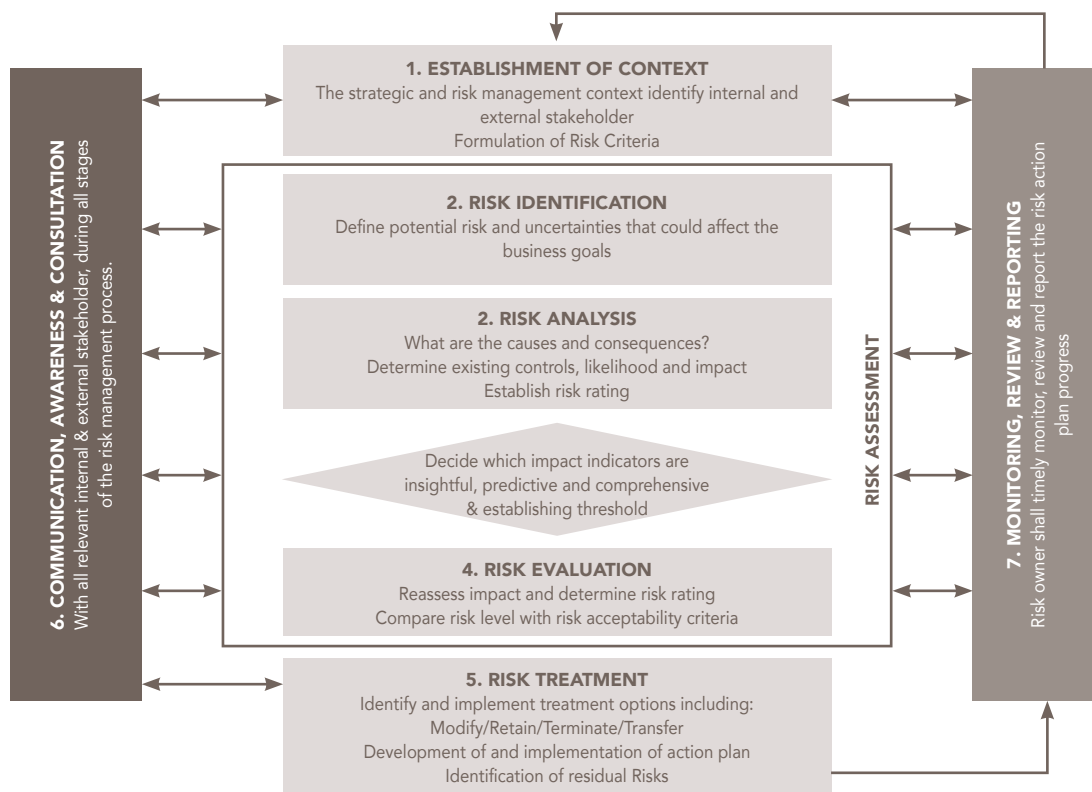 1. ESTABLISHMENT OF CONTEXT
The strategic and risk management context identify internal and
external stakeholder
Formulation of Risk Criteria
2. RISK IDENTIFICATION
Define potential risk and uncertainties that could affect the
business goals
2. RISK ANALYSIS
What are the causes and consequences?
Determine existing controls, likelihood and impact
Establish risk rating
Decide which impact indicators are
insightful, predictive and comprehensive
& establishing threshold
4. RISK EVALUATION
Reassess impact and determine risk rating
Compare risk level with risk acceptability criteria
RISK ASSESSMENT
5. RISK TREATMENT
Identify and implement treatment options including:
Modify/Retain/Terminate/Transfer
Development of and implementation of action plan
Identification of residual Risks
6. COMMUNICATION, AWARENESS & CONSULTATION
With all relevant internal & external stakeholder, during all stages
of the risk management process.
7. MONITORING, REVIEW & REPORTING
Risk owner shall timely monitor, review and report the risk action
plan progress